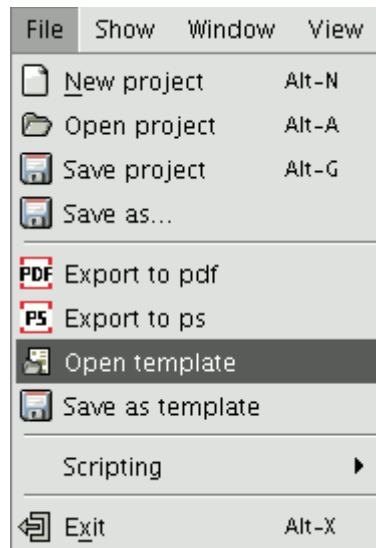 File Show Window View
New project Alt-N
Open project Alt-A
Save project Alt-G
Save as...
PDF Export to pdf
PS Export to ps
Open template
Save as template
Scripting
Exit Alt-X